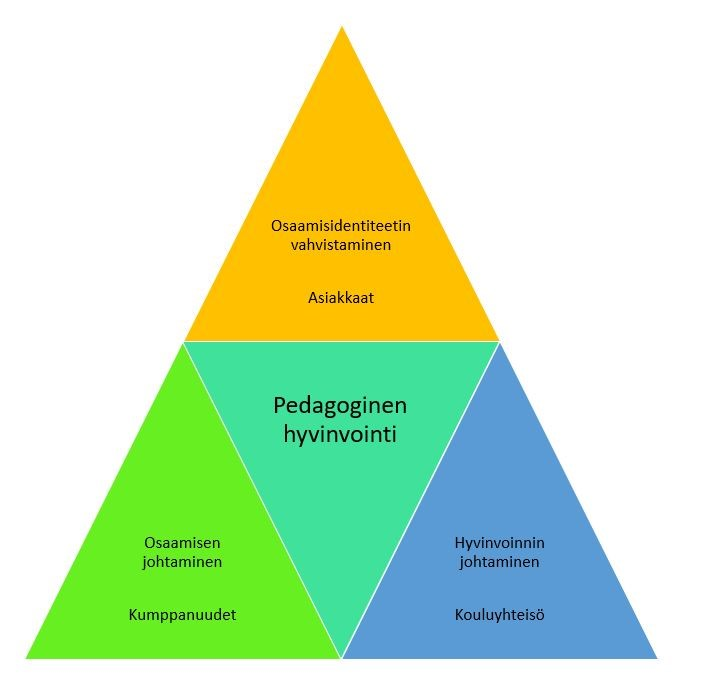 Osaamisidentiteetin
vahvistaminen
Asiakkaat
Pedagoginen
hyvinvointi
Osaamisen
johtaminen
Kumppanuudet
Hyvinvoinnin
johtaminen
Kouluyhteisö